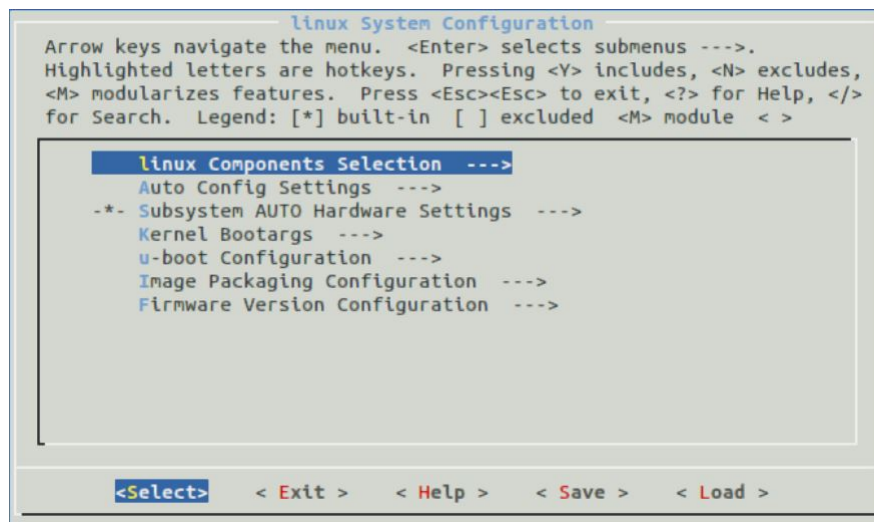 linux System Configuration
Arrow keys navigate the menu.  <Enter> selects submenus --->.
Highlighted letters are hotkeys.  Pressing <Y> includes, <N> excludes,
<M> modularizes features.  Press <Esc><Esc> to exit, <?> for Help, </>
for Search.  Legend: [*] built-in  [ ] excluded  <M> module  < >
linux Components Selection  --->
Auto Config Settings  --->
-*- Subsystem AUTO Hardware Settings  --->
Kernel Bootargs  --->
u-boot Configuration  --->
Image Packaging Configuration  --->
Firmware Version Configuration  --->
<Select>    < Exit >    < Help >    < Save >    < Load >